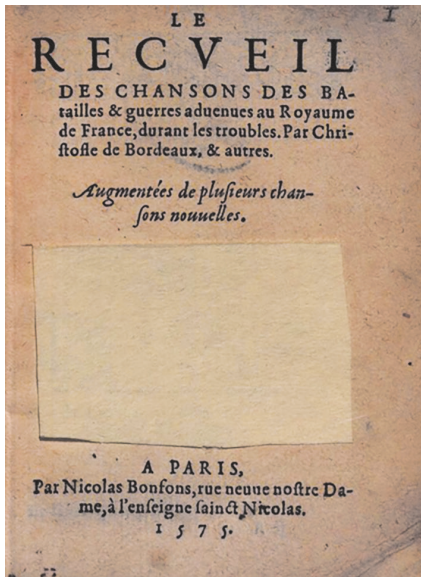 LE
RECVEIL
DES CHANSONS DES BA-
tailles & guerres aduenues au Royaume
de France, durant les troubles. Par Chri-
ſtofle de Bordeaux, & autres.
Augmentées de pluſieurs chan-
ſons nouuelles.
A PARIS,
Par Nicolas Bonfons, rue neuue noſtre Da-
me, à l'enſeigne ſainct Nicolas.
1575.